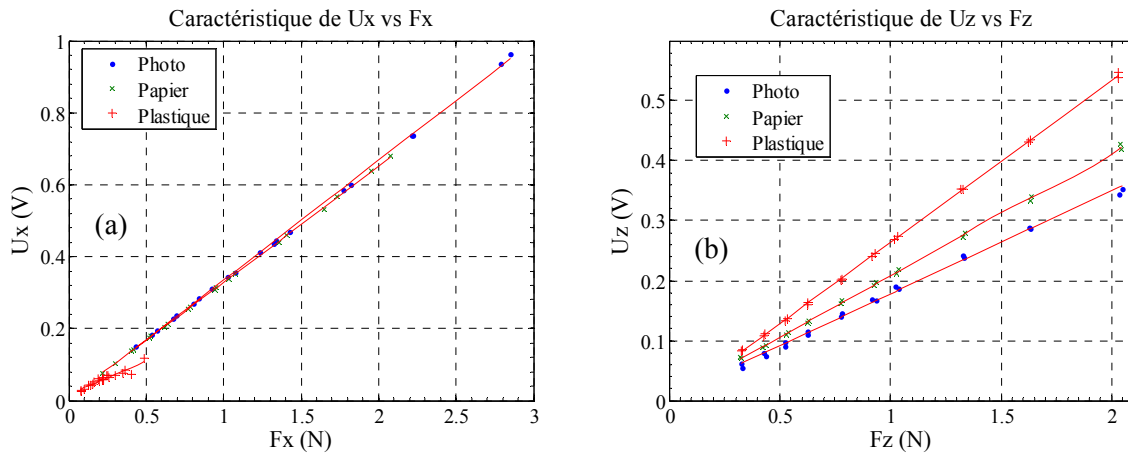 Caractéristique de Ux vs Fx
1
0.8
0.6
0.4
0.2
0
Ux (V)
Photo
Papier
Plastique
(a)
0 0.5 1 1.5 2 2.5 3
Fx (N)
Caractéristique de Uz vs Fz
0.5
0.4
0.3
0.2
0.1
0
Uz (V)
Photo
Papier
Plastique
(b)
0 0.5 1 1.5 2
Fz (N)